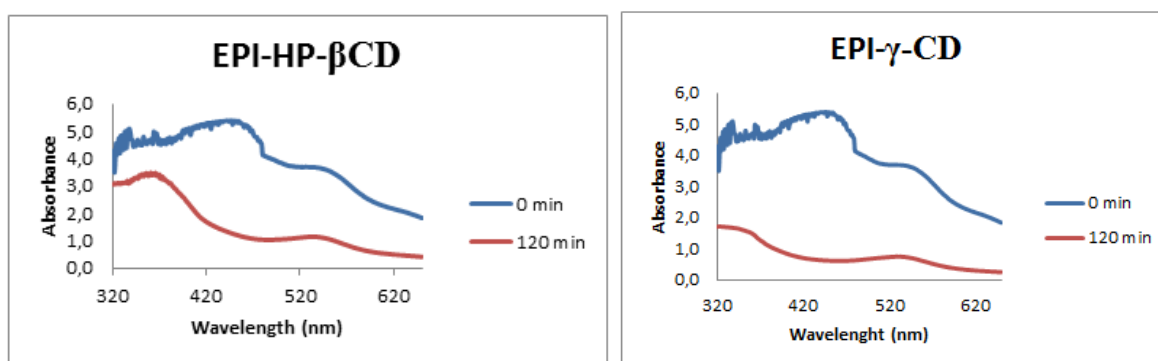 EPI-HP-βCD
Absorbance
6,0
5,0
4,0
3,0
2,0
1,0
0,0
320 420 520 620
Wavelength (nm)
0 min
120 min
EPI-γ-CD
Absorbance
6,0
5,0
4,0
3,0
2,0
1,0
0,0
320 420 520 620
Wavelenght (nm)
0 min
120 min